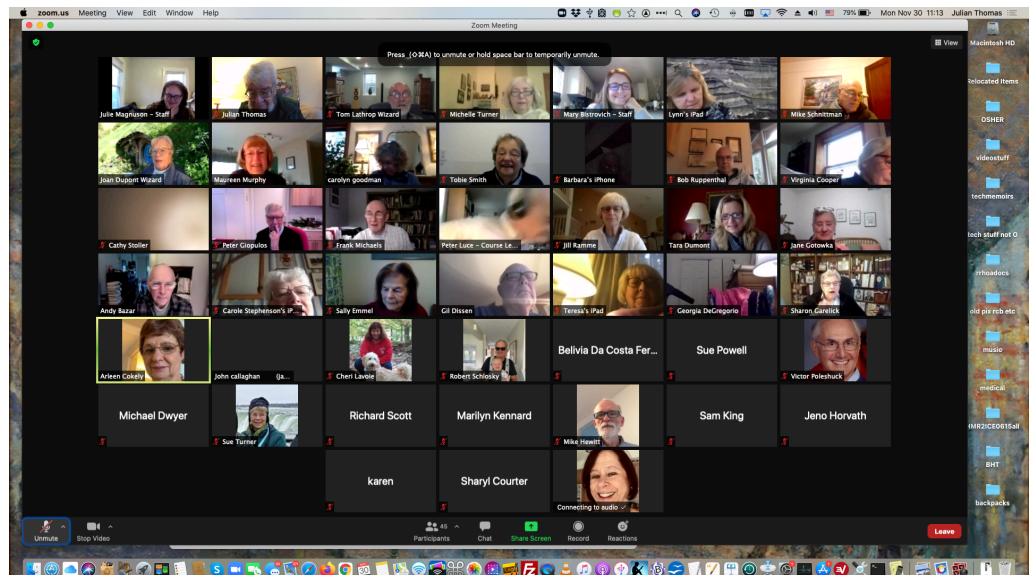 zoom.us Meeting View Edit Window Help 79% Mon Nov 30 11:13 Julian Thomas
Zoom Meeting
View
Press (⇧⌘A) to unmute or hold space bar to temporarily unmute.
Julie Magnuson – Staff
Julian Thomas
Tom Lathrop Wizard
Michelle Turner
Mary Bistrovich – Staff
Lynn's iPad
Mike Schnittman
Joan Dupont Wizard
Maureen Murphy
carolyn goodman
Tobie Smith
Barbara's iPhone
Bob Ruppenthal
Virginia Cooper
Cathy Stoller
Peter Giopulos
Frank Michaels
Peter Luce – Course Le...
Jill Ramme
Tara Dumont
Jane Gotowka
Andy Bazar
Carole Stephenson's iP...
Sally Emmel
Gil Dissen
Teresa's iPad
Georgia DeGregorio
Sharon Garelick
Arleen Cokely
John callaghan (ja...
Cheri Lavoie
Robert Schlosky
Belivia Da Costa Fer...
Sue Powell
Victor Poleshuck
Michael Dwyer
Sue Turner
Richard Scott
Marilyn Kennard
Mike Hewitt
Sam King
Jeno Horvath
karen
Sharyl Courter
Connecting to audio
Unmute
Stop Video
45
Participants
Chat
Share Screen
Record
Reactions
Leave
Macintosh HD
Relocated Items
OSHER
videostuff
techmemoirs
tech stuff not O
rrhoadocs
old pix rcb etc
music
medical
HMR2ICE0615all
BHT
backpacks